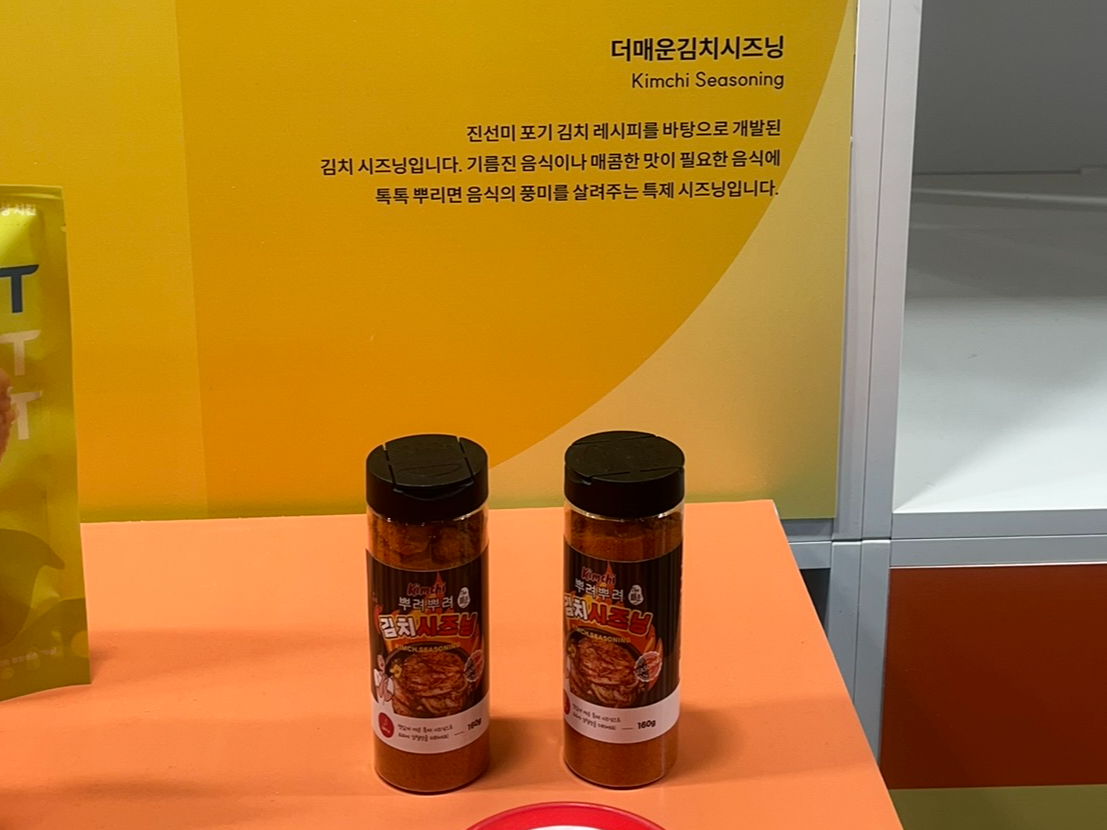 더매운김치시즈닝
Kimchi Seasoning
진선미 포기 김치 레시피를 바탕으로 개발된
김치 시즈닝입니다. 기름진 음식이나 매콤한 맛이 필요한 음식에
톡톡 뿌리면 음식의 풍미를 살려주는 특제 시즈닝입니다.
T
T
T
Kimchi
뿌려뿌려
김치시즈닝
KIMCHI SEASONING
160g
Kimchi
뿌려뿌려
김치시즈닝
KIMCHI SEASONING
160g